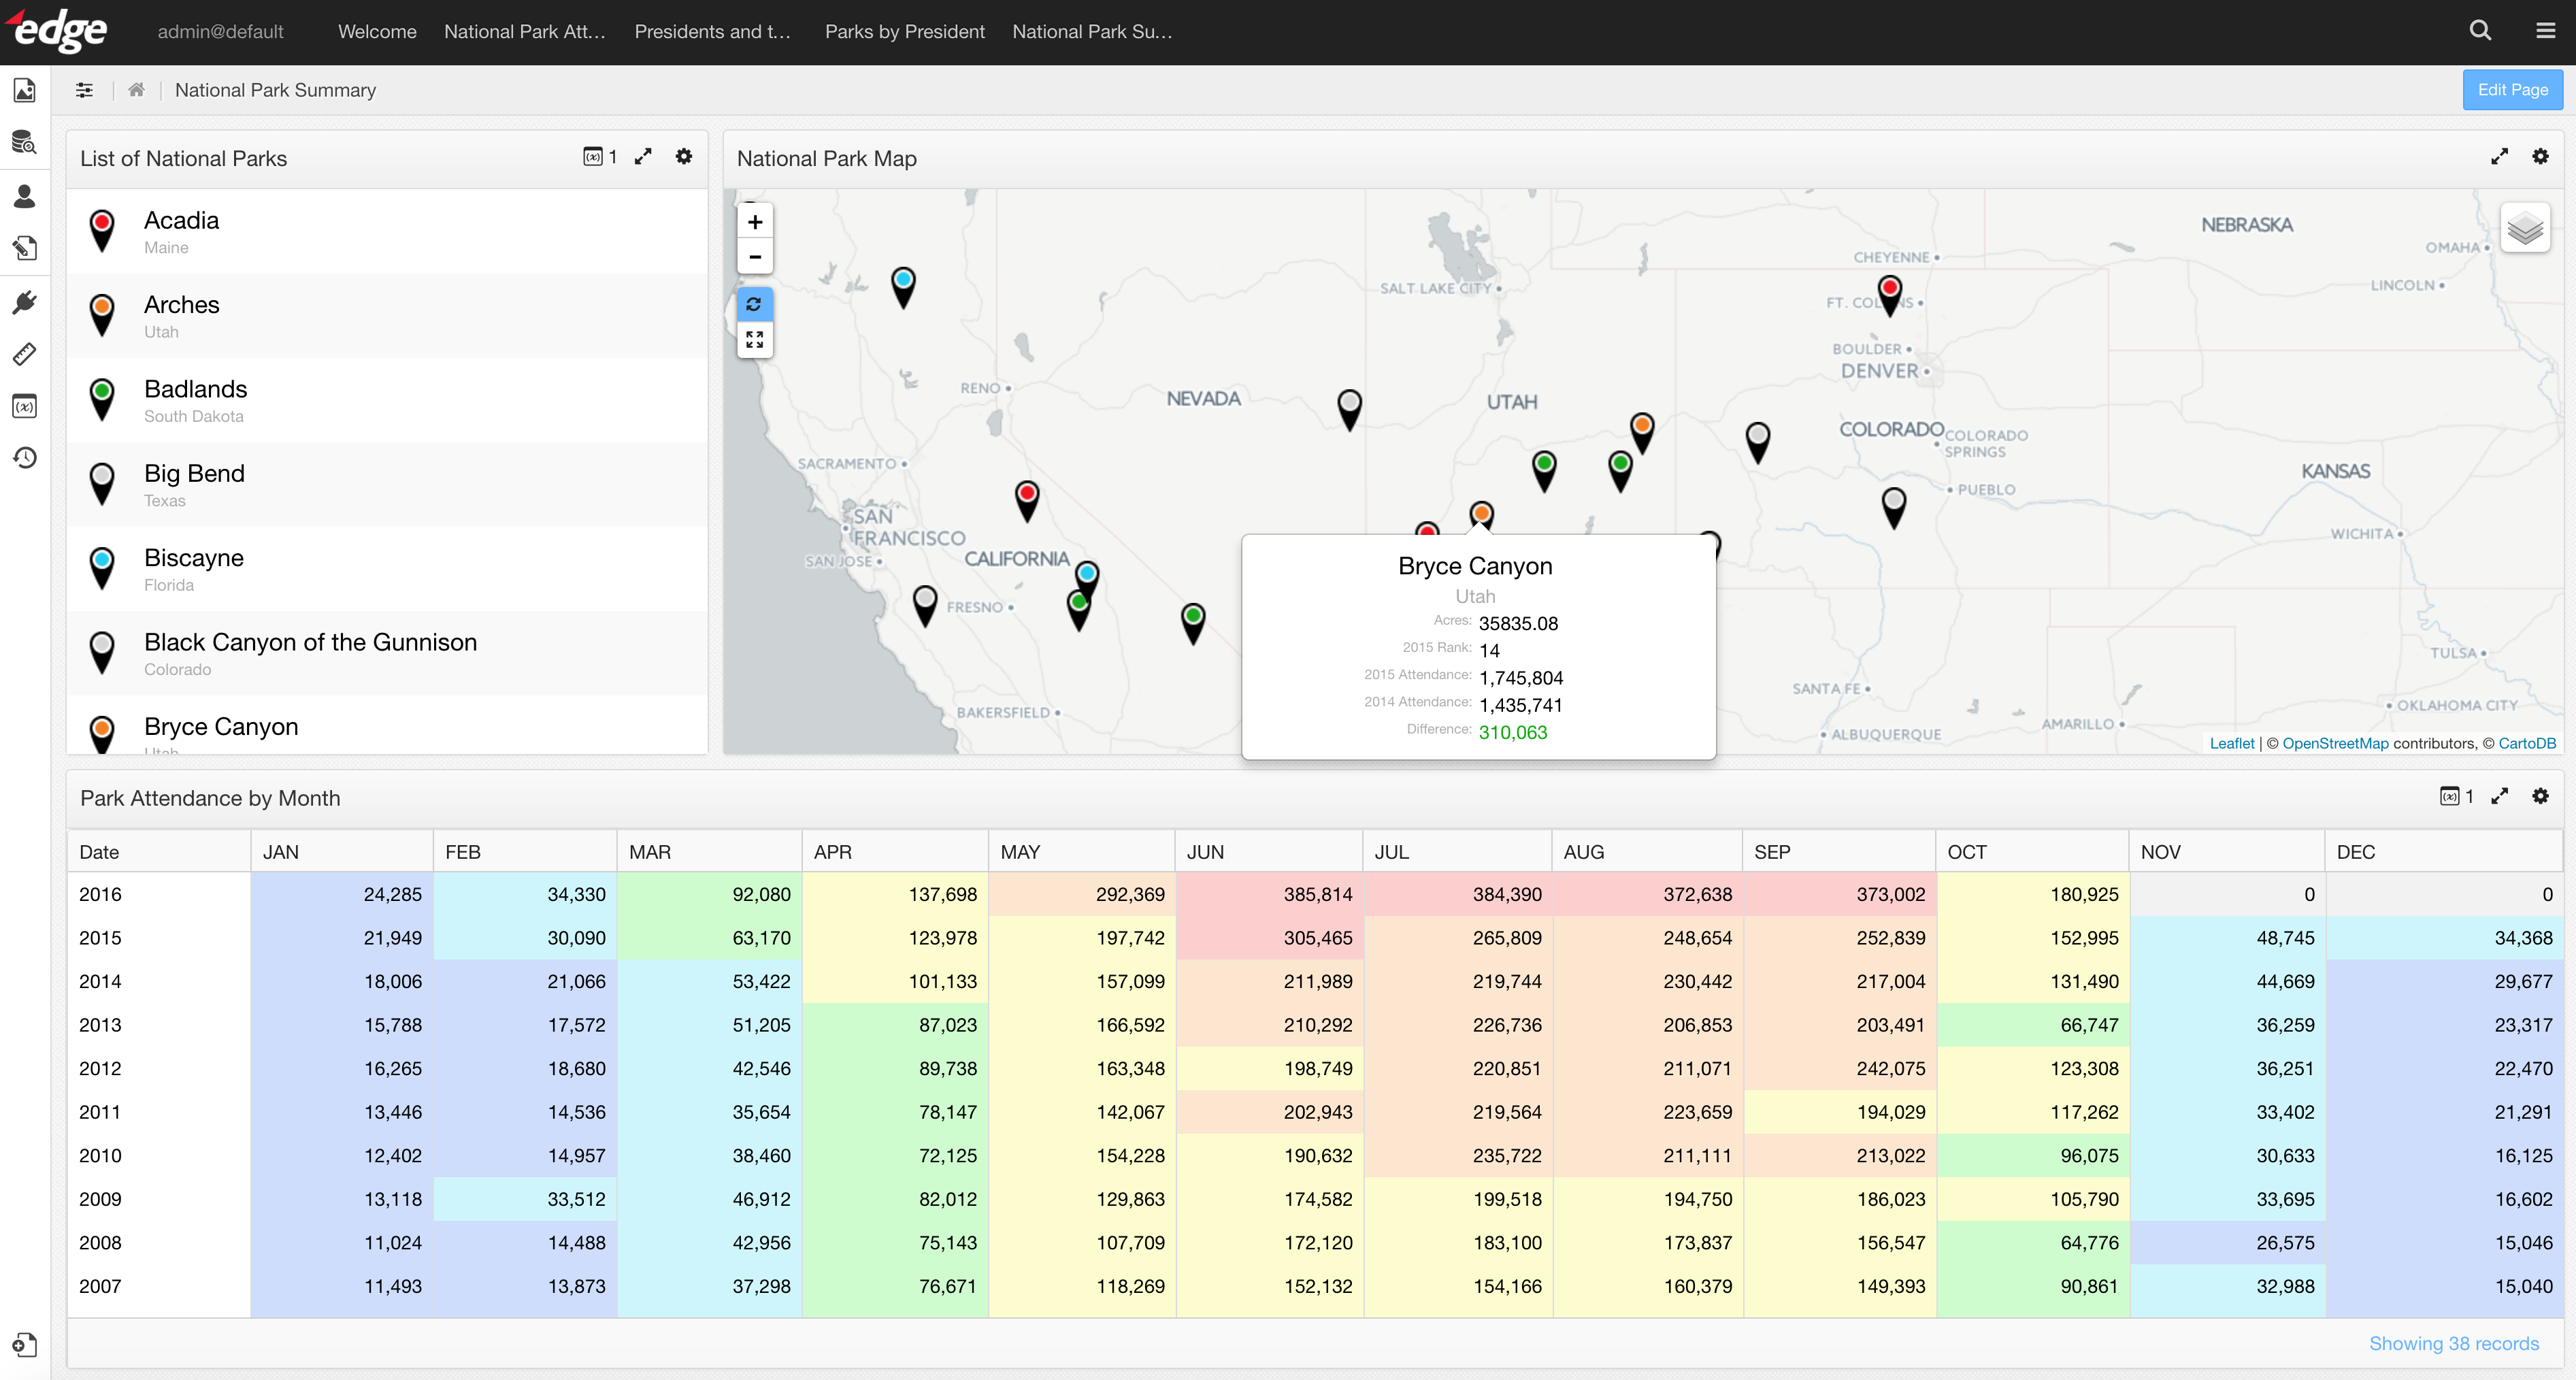 edge admin@default Welcome National Park Att... Presidents and t... Parks by President National Park Su...
National Park Summary Edit Page
List of National Parks (x) 1
Acadia
Maine
Arches
Utah
Badlands
South Dakota
Big Bend
Texas
Biscayne
Florida
Black Canyon of the Gunnison
Colorado
Bryce Canyon
Utah
National Park Map
+
−
NEBRASKA
OMAHA
CHEYENNE
LINCOLN
SALT LAKE CITY
FT. COLLINS
BOULDER
DENVER
RENO
NEVADA
UTAH
COLORADO
COLORADO
SPRINGS
SACRAMENTO
KANSAS
PUEBLO
SAN
FRANCISCO
WICHITA
CALIFORNIA
SAN JOSE
FRESNO
TULSA
SANTA FE
BAKERSFIELD
OKLAHOMA CITY
AMARILLO
ALBUQUERQUE
Bryce Canyon
Utah
Acres: 35835.08
2015 Rank: 14
2015 Attendance: 1,745,804
2014 Attendance: 1,435,741
Difference: 310,063
Leaflet | © OpenStreetMap contributors, © CartoDB
Park Attendance by Month (x) 1
Date JAN FEB MAR APR MAY JUN JUL AUG SEP OCT NOV DEC
2016 24,285 34,330 92,080 137,698 292,369 385,814 384,390 372,638 373,002 180,925 0 0
2015 21,949 30,090 63,170 123,978 197,742 305,465 265,809 248,654 252,839 152,995 48,745 34,368
2014 18,006 21,066 53,422 101,133 157,099 211,989 219,744 230,442 217,004 131,490 44,669 29,677
2013 15,788 17,572 51,205 87,023 166,592 210,292 226,736 206,853 203,491 66,747 36,259 23,317
2012 16,265 18,680 42,546 89,738 163,348 198,749 220,851 211,071 242,075 123,308 36,251 22,470
2011 13,446 14,536 35,654 78,147 142,067 202,943 219,564 223,659 194,029 117,262 33,402 21,291
2010 12,402 14,957 38,460 72,125 154,228 190,632 235,722 211,111 213,022 96,075 30,633 16,125
2009 13,118 33,512 46,912 82,012 129,863 174,582 199,518 194,750 186,023 105,790 33,695 16,602
2008 11,024 14,488 42,956 75,143 107,709 172,120 183,100 173,837 156,547 64,776 26,575 15,046
2007 11,493 13,873 37,298 76,671 118,269 152,132 154,166 160,379 149,393 90,861 32,988 15,040
Showing 38 records